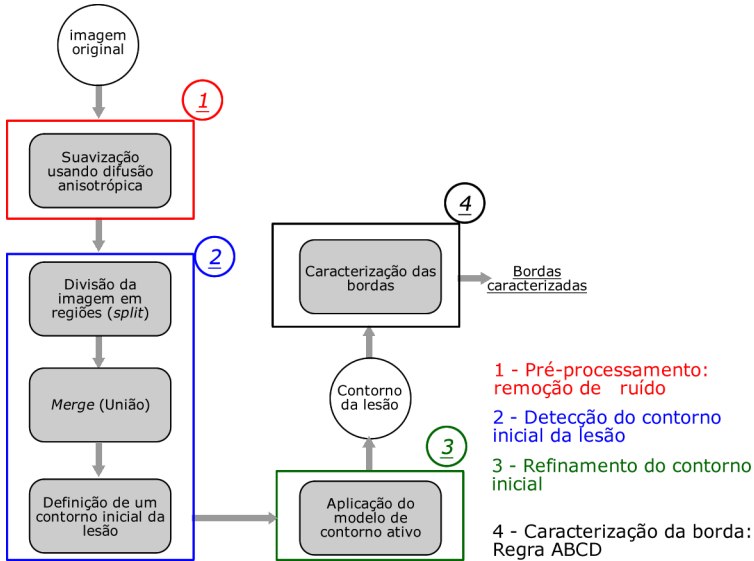 imagem
original
1
Suavização
usando difusão
anisotrópica
2
Divisão da
imagem em
regiões (split)
Merge (União)
Definição de um
contorno inicial da
lesão
3
Aplicação do
modelo de
contorno ativo
Contorno
da lesão
4
Caracterização das
bordas
Bordas
caracterizadas
1 - Pré-processamento:
remoção de ruído
2 - Detecção do contorno
inicial da lesão
3 - Refinamento do contorno
inicial
4 - Caracterização da borda:
Regra ABCD